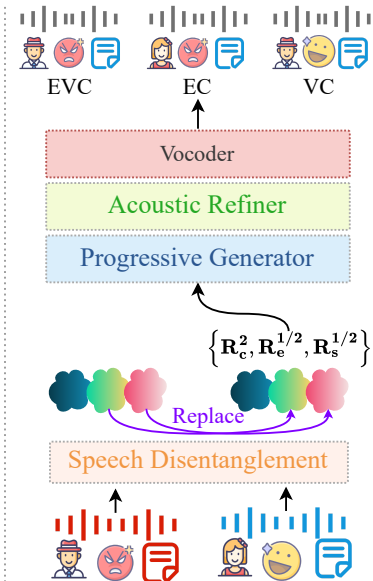 EVC EC VC
Vocoder
Acoustic Refiner
Progressive Generator
{R_c^2, R_e^{1/2}, R_s^{1/2}}
Replace
Speech Disentanglement